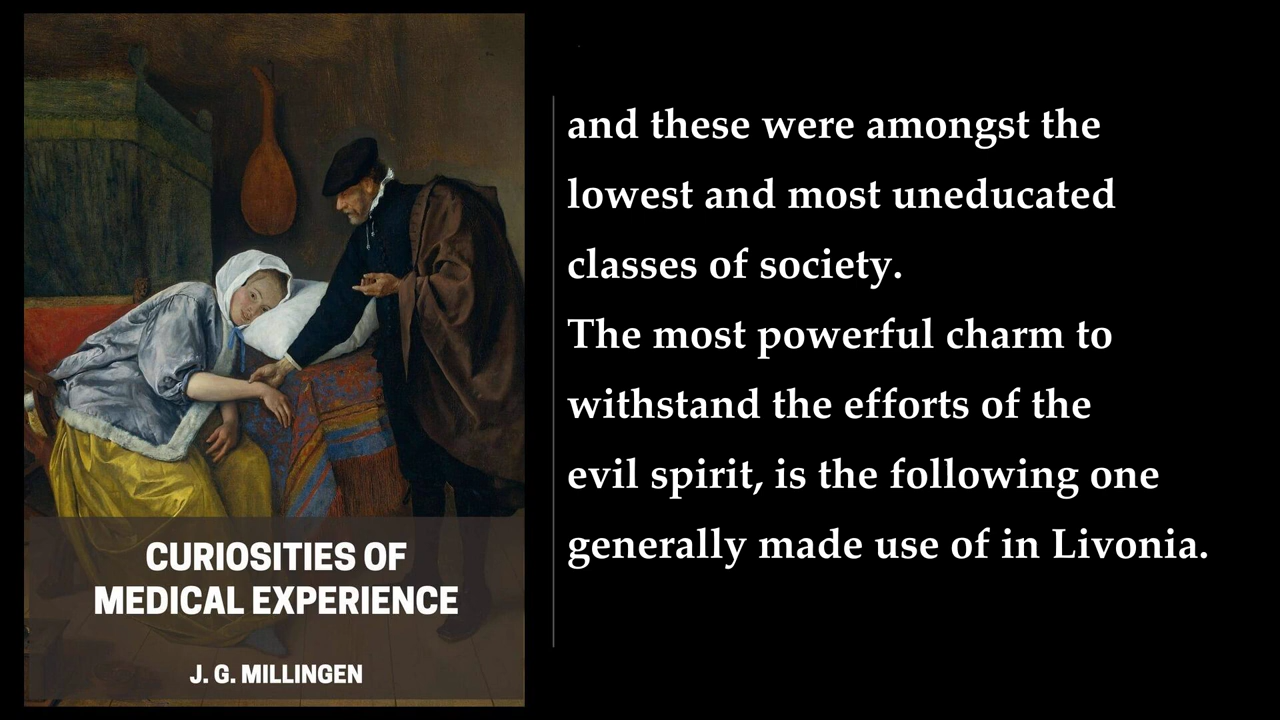 CURIOSITIES OF
MEDICAL EXPERIENCE
J. G. MILLINGEN
and these were amongst the
lowest and most uneducated
classes of society.
The most powerful charm to
withstand the efforts of the
evil spirit, is the following one
generally made use of in Livonia.